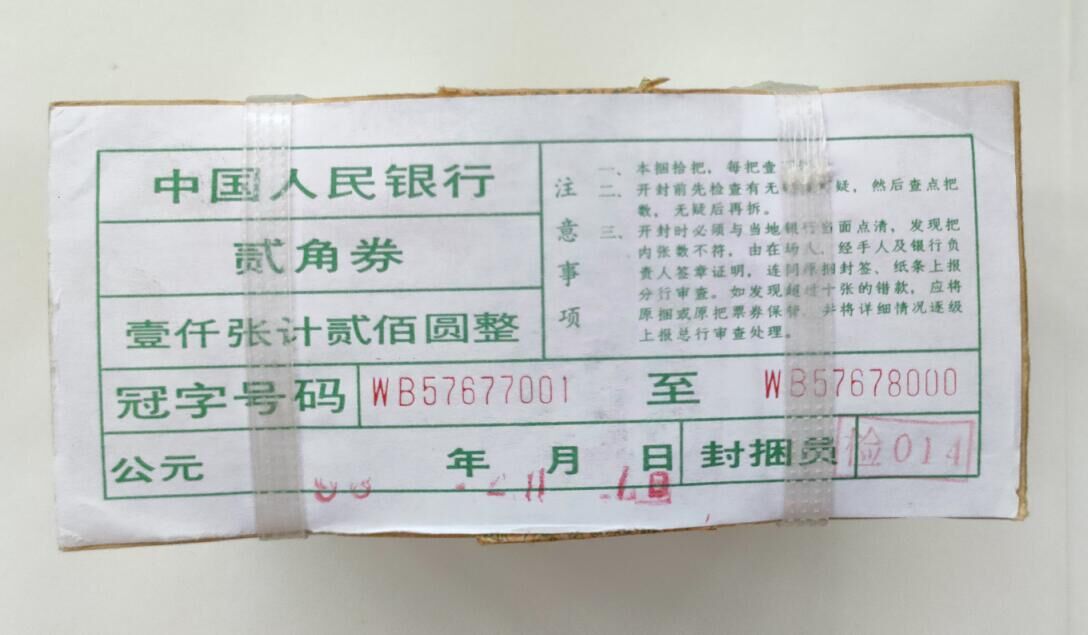 中国人民银行
贰角券
壹仟张计贰佰圆整
注意事项
一、本捆拾把，每把壹
二、开封前先检查有无 疑，然后查点把
数，无疑后再拆。
三、开封时必须与当地银行当面点清，发现把
内张数不符，由在场人、经手人及银行负
责人签章证明，连同原捆封签、纸条上报
分行审查。如发现超过十张的错款，应将
原捆或原把票券保管，并将详细情况逐级
上报总行审查处理。
冠字号码 WB57677001 至 WB57678000
公元 年 月 日 封捆员 检014